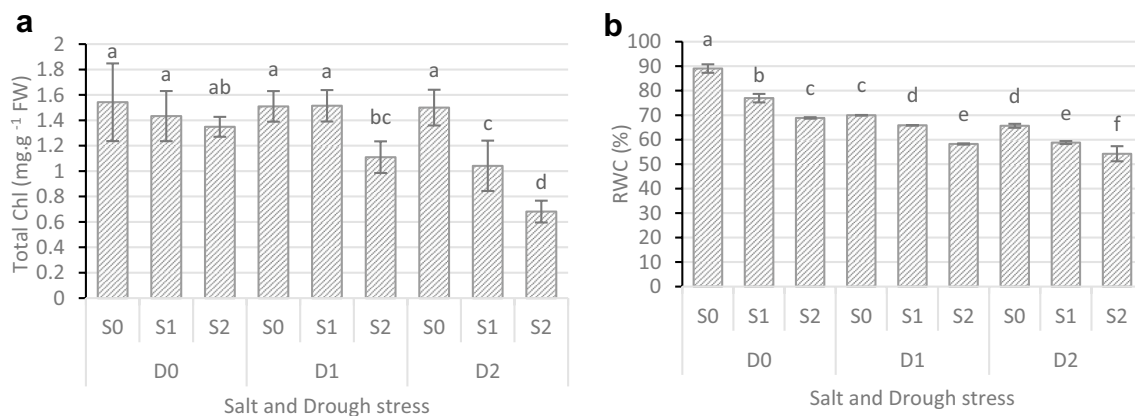 a
Total Chl (mg.g -1 FW)
2
1.8
1.6
1.4
1.2
1
0.8
0.6
0.4
0.2
0
a
a
ab
a
a
bc
a
c
d
S0 S1 S2 S0 S1 S2 S0 S1 S2
D0 D1 D2
Salt and Drough stress
b
RWC (%)
100
90
80
70
60
50
40
30
20
10
0
a
b
c
c
d
e
d
e
f
S0 S1 S2 S0 S1 S2 S0 S1 S2
D0 D1 D2
Salt and Drough stress